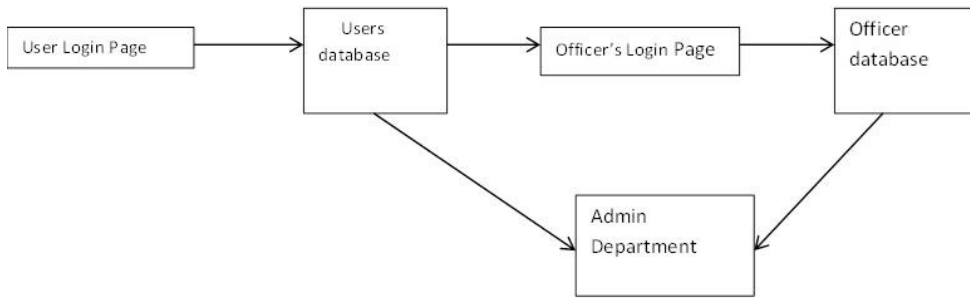 User Login Page
Users
database
Officer's Login Page
Officer
database
Admin
Department